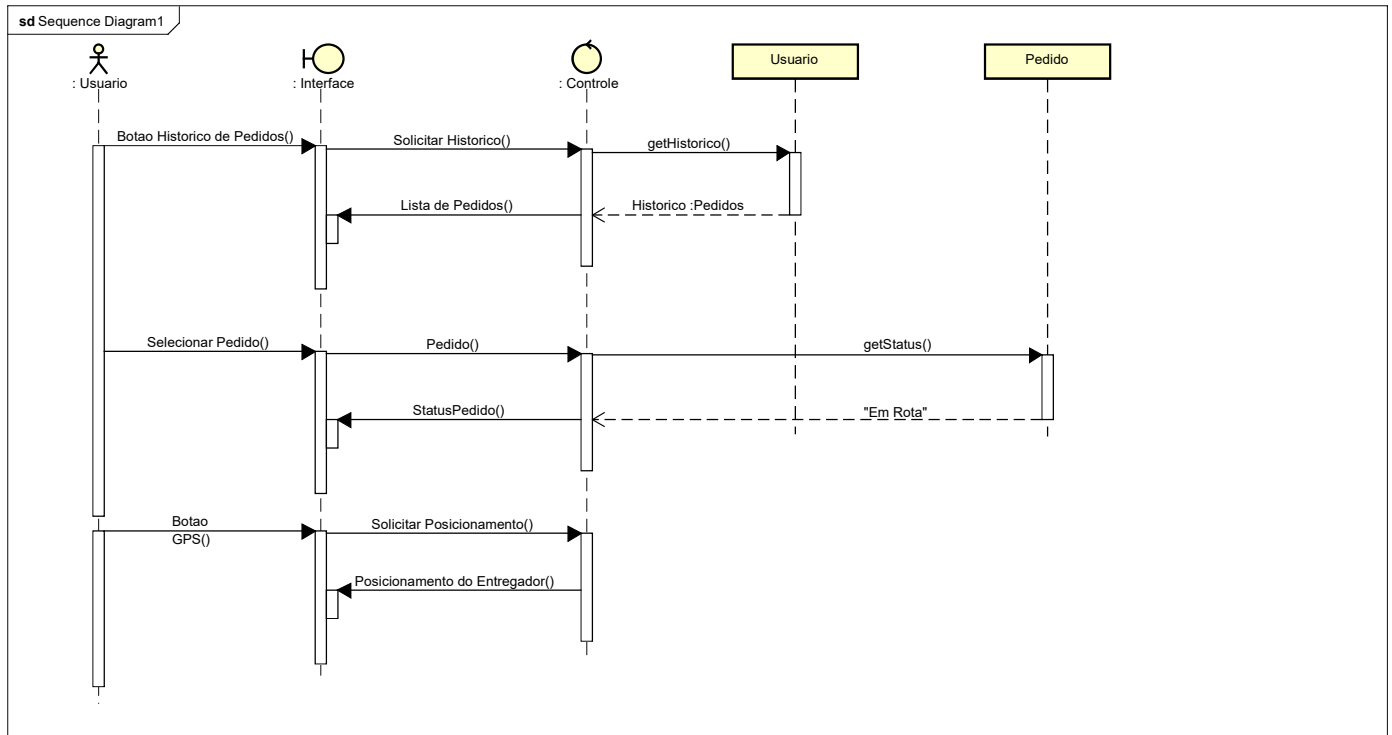 sd Sequence Diagram1
: Usuario
: Interface
: Controle
Usuario
Pedido
Botao Historico de Pedidos()
Solicitar Historico()
getHistorico()
Lista de Pedidos()
Historico :Pedidos
Selecionar Pedido()
Pedido()
getStatus()
StatusPedido()
"Em Rota"
Botao
GPS()
Solicitar Posicionamento()
Posicionamento do Entregador()